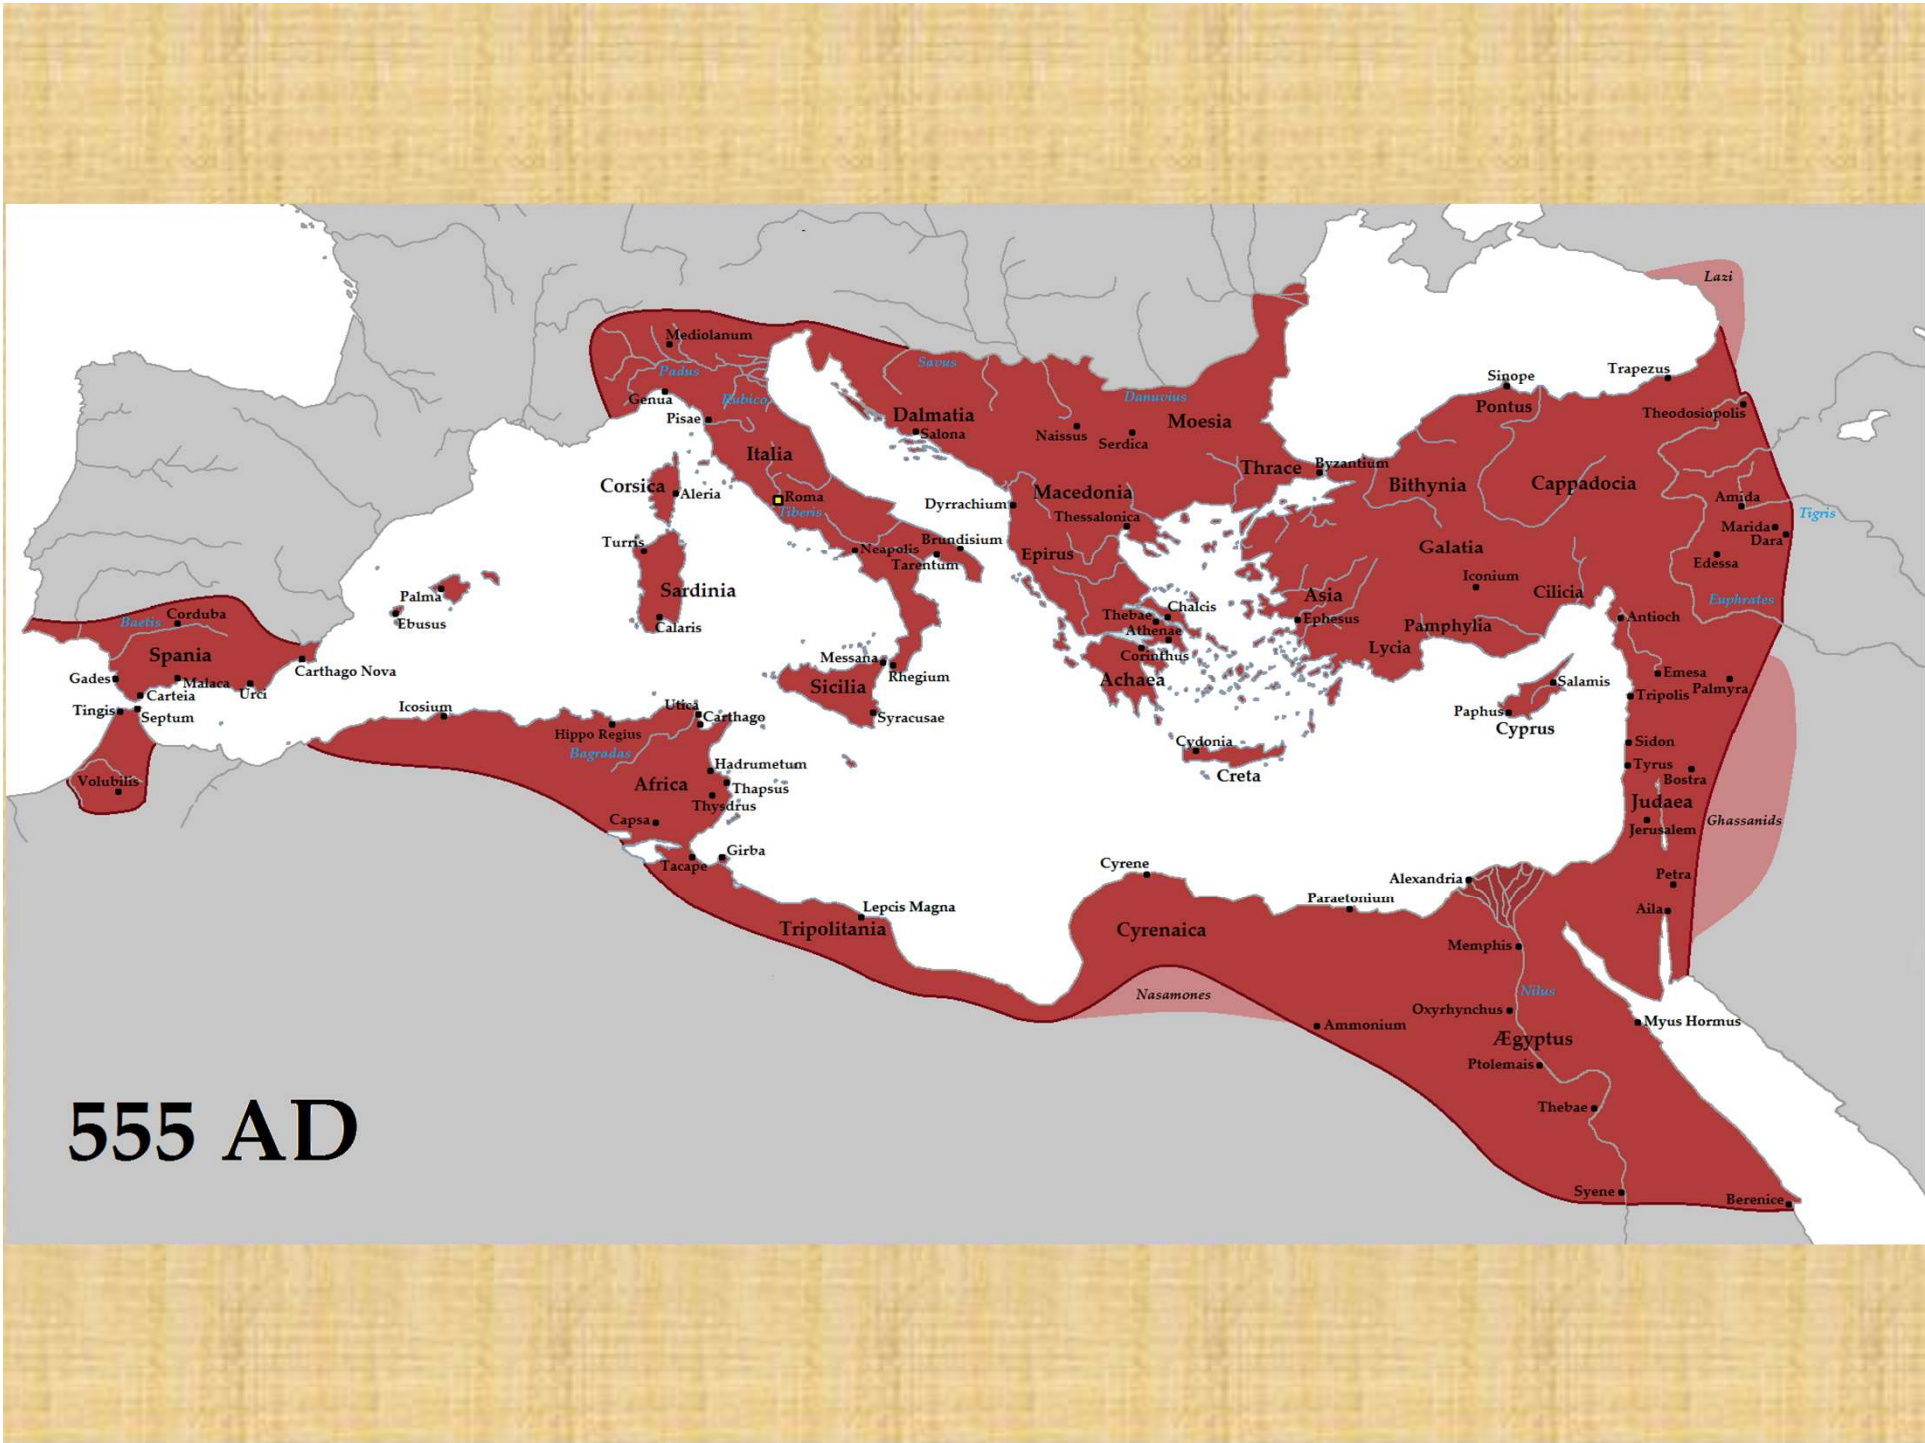 Lazi
Mediolanum
Savus
Padus
Sinope
Trapezus
Genua
Rubico
Danuvius
Pontus
Theodosiopolis
Pisae
Dalmatia
Moesia
Salona
Naissus
Serdica
Italia
Thrace
Byzantium
Corsica
Aleria
Roma
Macedonia
Bithynia
Cappadocia
Tiberis
Dyrrachium
Thessalonica
Amida
Tigris
Marida
Dara
Turris
Neapolis
Brundisium
Tarentum
Epirus
Galatia
Edessa
Iconium
Palma
Sardinia
Asia
Cilicia
Euphrates
Corduba
Ebusus
Baetis
Calaris
Thebae
Chalcis
Ephesus
Antioch
Athenae
Pamphylia
Spania
Messana
Corinthus
Lycia
Carthago Nova
Rhegium
Gades
Malaca
Achaea
Emesa
Carteia
Urci
Sicilia
Salamis
Palmyra
Tripolis
Tingis
Septum
Icosium
Utica
Carthago
Syracusae
Paphus
Cyprus
Hippo Regius
Cydonia
Sidon
Bagradas
Creta
Tyrus
Hadrumetum
Bostra
Volubilis
Africa
Thapsus
Thysdrus
Judaea
Capsa
Jerusalem
Ghassanids
Girba
Tacape
Cyrene
Petra
Alexandria
Paraetonium
Lepcis Magna
Aila
Tripolitania
Cyrenaica
Memphis
Nasamones
Nilus
Oxyrhynchus
Ammonium
Myus Hormus
Ægyptus
Ptolemais
Thebae
555 AD
Syene
Berenice